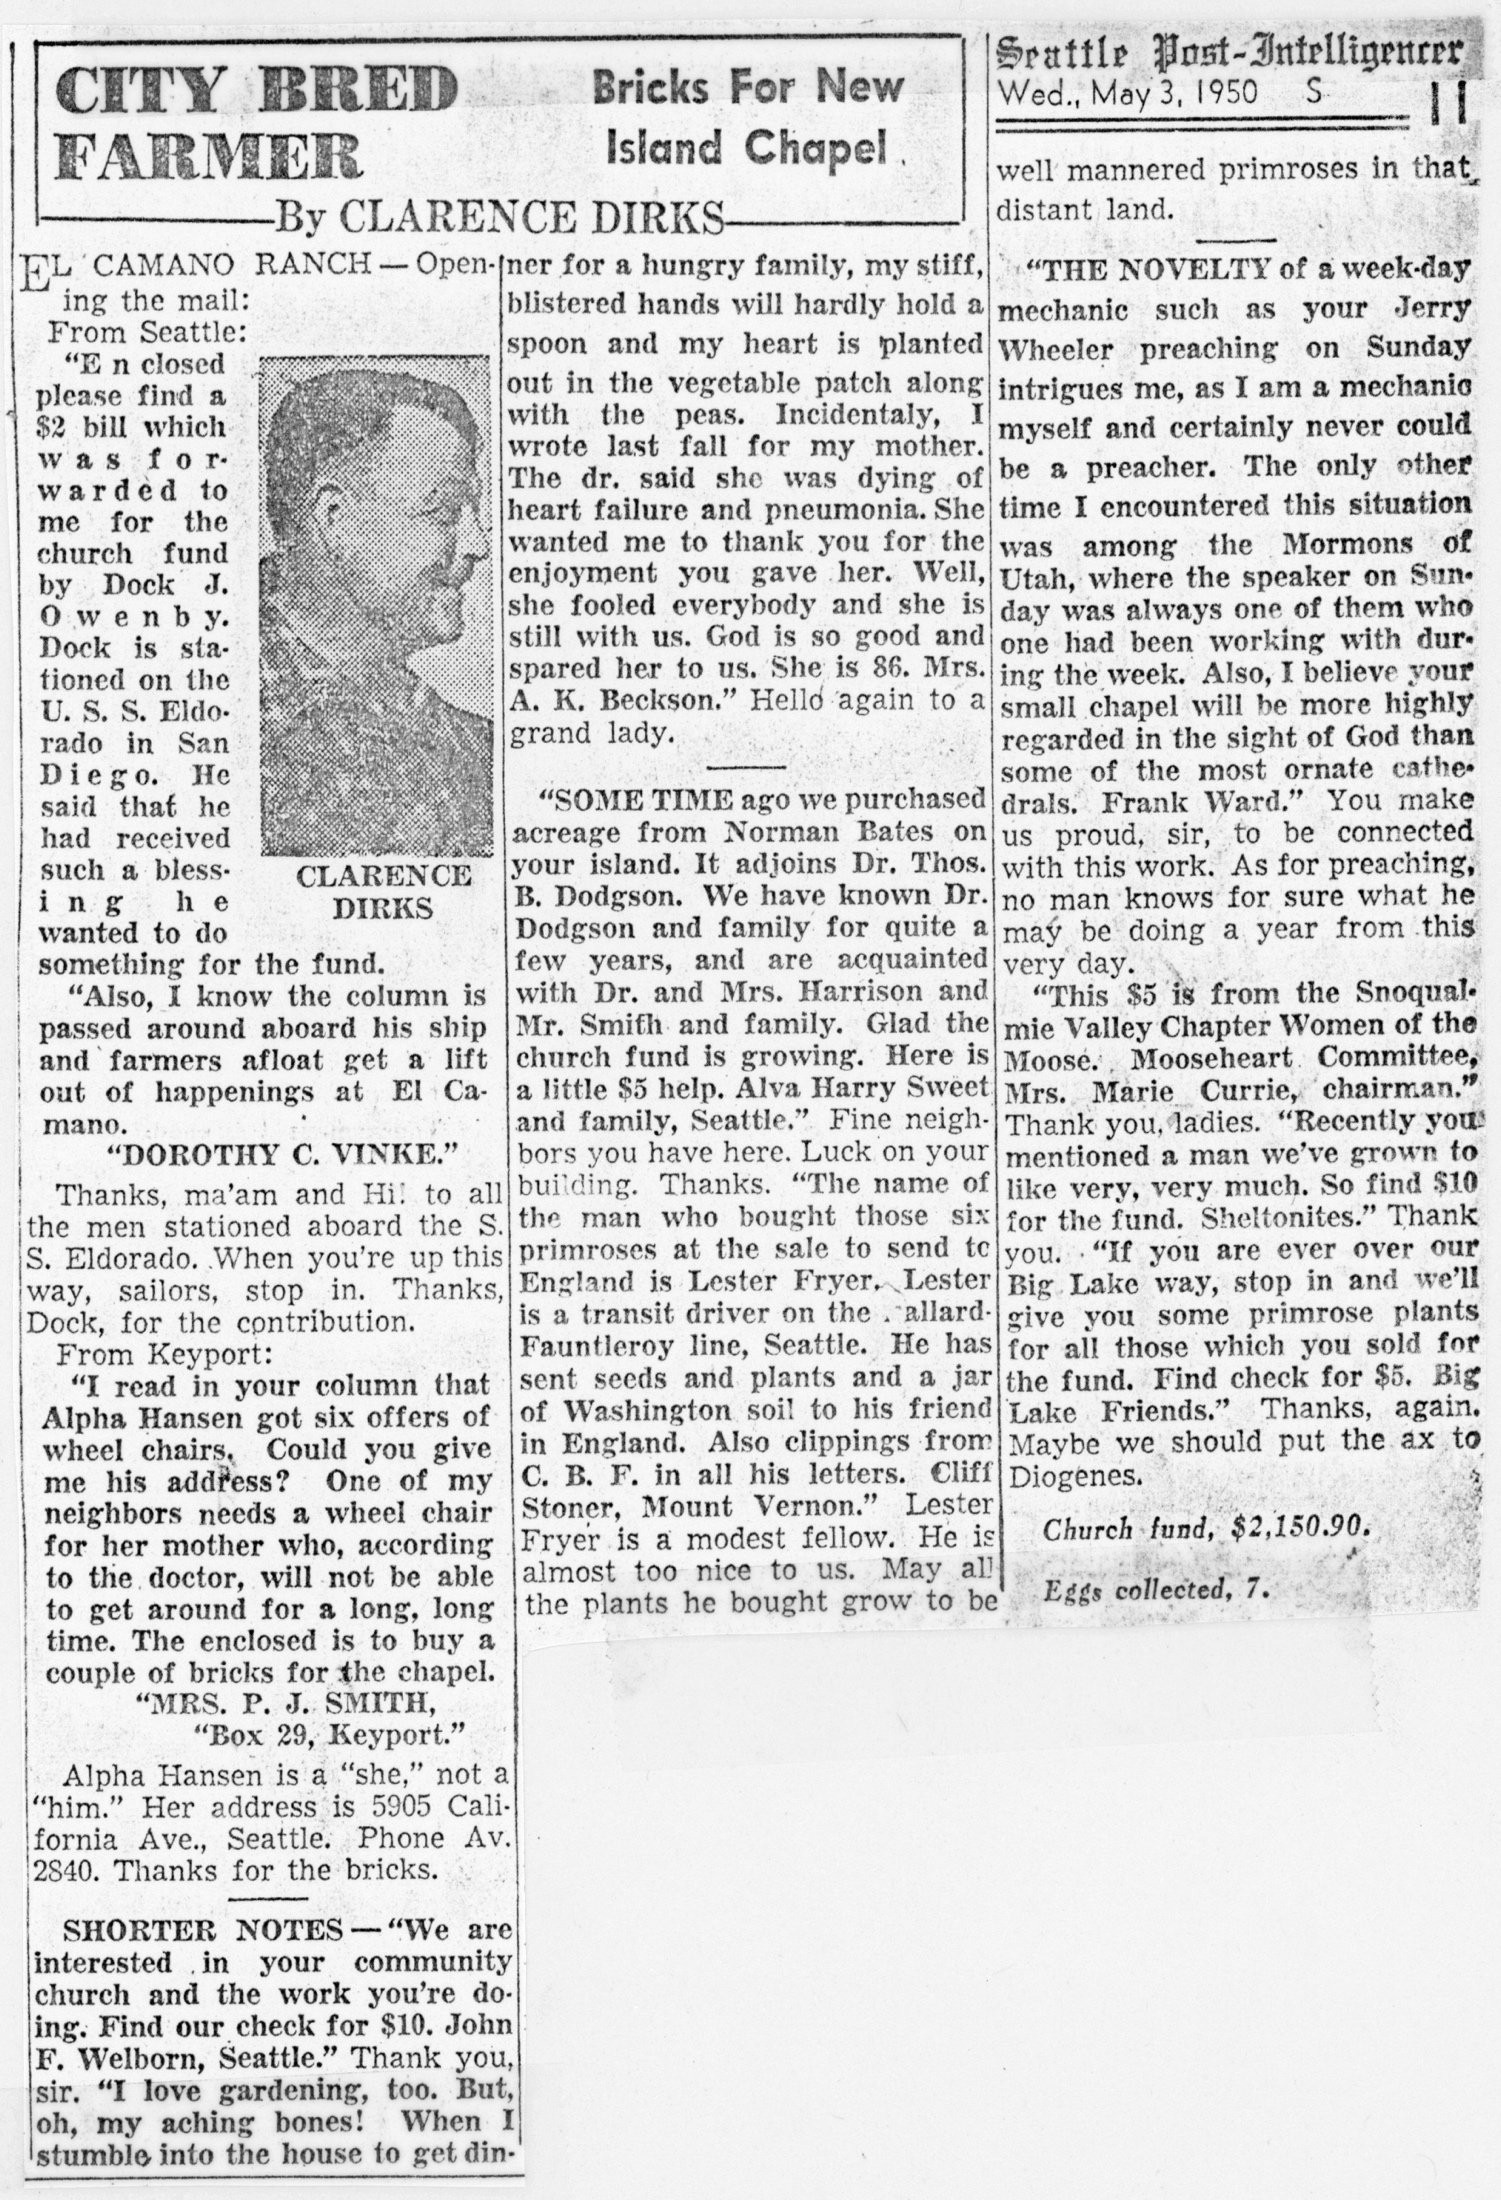 CITY BRED
FARMER
Bricks For New
Island Chapel
By CLARENCE DIRKS
EL CAMANO RANCH — Open-
ing the mail:
From Seattle:
"E n closed
please find a
$2 bill which
w a s f o r-
w a r d e d to
me for the
church fund
by Dock J.
O w e n b y.
Dock is sta-
tioned on the
U. S. S. Eldo-
rado in San
D i e g o. He
said that he
had received
such a bless-
i n g h e
wanted to do
something for the fund.
CLARENCE
DIRKS
"Also, I know the column is
passed around aboard his ship
and farmers afloat get a lift
out of happenings at El Ca-
mano.
"DOROTHY C. VINKE."
Thanks, ma'am and Hi! to all
the men stationed aboard the S.
S. Eldorado. When you're up this
way, sailors, stop in. Thanks,
Dock, for the contribution.
From Keyport:
"I read in your column that
Alpha Hansen got six offers of
wheel chairs. Could you give
me his address? One of my
neighbors needs a wheel chair
for her mother who, according
to the doctor, will not be able
to get around for a long, long
time. The enclosed is to buy a
couple of bricks for the chapel.
"MRS. P. J. SMITH,
"Box 29, Keyport."
Alpha Hansen is a "she," not a
"him." Her address is 5905 Cali-
fornia Ave., Seattle. Phone Av.
2840. Thanks for the bricks.
SHORTER NOTES — "We are
interested in your community
church and the work you're do-
ing. Find our check for $10. John
F. Welborn, Seattle." Thank you,
sir. "I love gardening, too. But,
oh, my aching bones! When I
stumble into the house to get din-
ner for a hungry family, my stiff,
blistered hands will hardly hold a
spoon and my heart is planted
out in the vegetable patch along
with the peas. Incidentaly, I
wrote last fall for my mother.
The dr. said she was dying of
heart failure and pneumonia. She
wanted me to thank you for the
enjoyment you gave her. Well,
she fooled everybody and she is
still with us. God is so good and
spared her to us. She is 86. Mrs.
A. K. Beckson." Hello again to a
grand lady.
"SOME TIME ago we purchased
acreage from Norman Bates on
your island. It adjoins Dr. Thos.
B. Dodgson. We have known Dr.
Dodgson and family for quite a
few years, and are acquainted
with Dr. and Mrs. Harrison and
Mr. Smith and family. Glad the
church fund is growing. Here is
a little $5 help. Alva Harry Sweet
and family, Seattle." Fine neigh-
bors you have here. Luck on your
building. Thanks. "The name of
the man who bought those six
primroses at the sale to send to
England is Lester Fryer. Lester
is a transit driver on the allard-
Fauntleroy line, Seattle. He has
sent seeds and plants and a jar
of Washington soil to his friend
in England. Also clippings from
C. B. F. in all his letters. Cliff
Stoner, Mount Vernon." Lester
Fryer is a modest fellow. He is
almost too nice to us. May all
the plants he bought grow to be
Seattle Post-Intelligencer
Wed., May 3, 1950 S 11
well mannered primroses in that
distant land.
"THE NOVELTY of a week-day
mechanic such as your Jerry
Wheeler preaching on Sunday
intrigues me, as I am a mechanic
myself and certainly never could
be a preacher. The only other
time I encountered this situation
was among the Mormons of
Utah, where the speaker on Sun-
day was always one of them who
one had been working with dur-
ing the week. Also, I believe your
small chapel will be more highly
regarded in the sight of God than
some of the most ornate cathe-
drals. Frank Ward." You make
us proud, sir, to be connected
with this work. As for preaching,
no man knows for sure what he
may be doing a year from this
very day.
"This $5 is from the Snoqual-
mie Valley Chapter Women of the
Moose. Mooseheart Committee,
Mrs. Marie Currie, chairman."
Thank you, ladies. "Recently you
mentioned a man we've grown to
like very, very much. So find $10
for the fund. Sheltonites." Thank
you. "If you are ever over our
Big Lake way, stop in and we'll
give you some primrose plants
for all those which you sold for
the fund. Find check for $5. Big
Lake Friends." Thanks, again.
Maybe we should put the ax to
Diogenes.
Church fund, $2,150.90.
Eggs collected, 7.